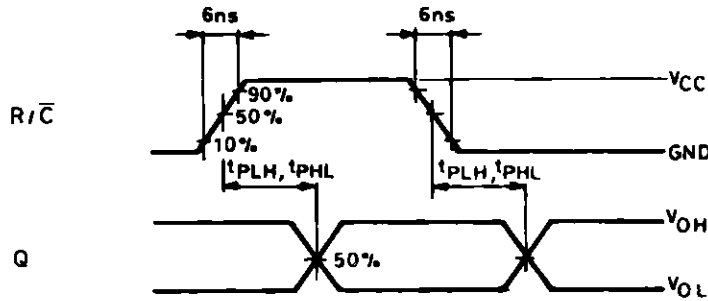 6ns 6ns
VCC
90%
R/C̅ 50%
10%
GND
tPLH, tPHL tPLH, tPHL
VOH
Q 50%
VOL